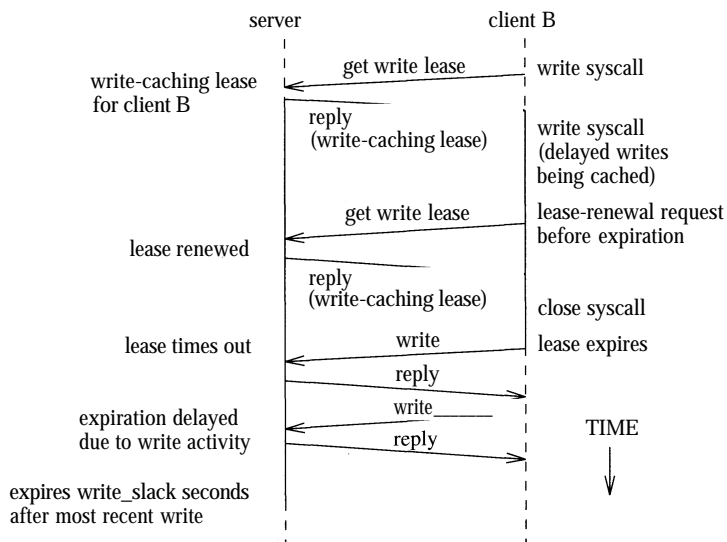 server client B
get write lease write syscall
write-caching lease
for client B
reply
(write-caching lease)
write syscall
(delayed writes
being cached)
get write lease lease-renewal request
before expiration
lease renewed
reply
(write-caching lease)
close syscall
write
lease times out lease expires
reply
write
expiration delayed
due to write activity
reply
TIME
expires write_slack seconds
after most recent write